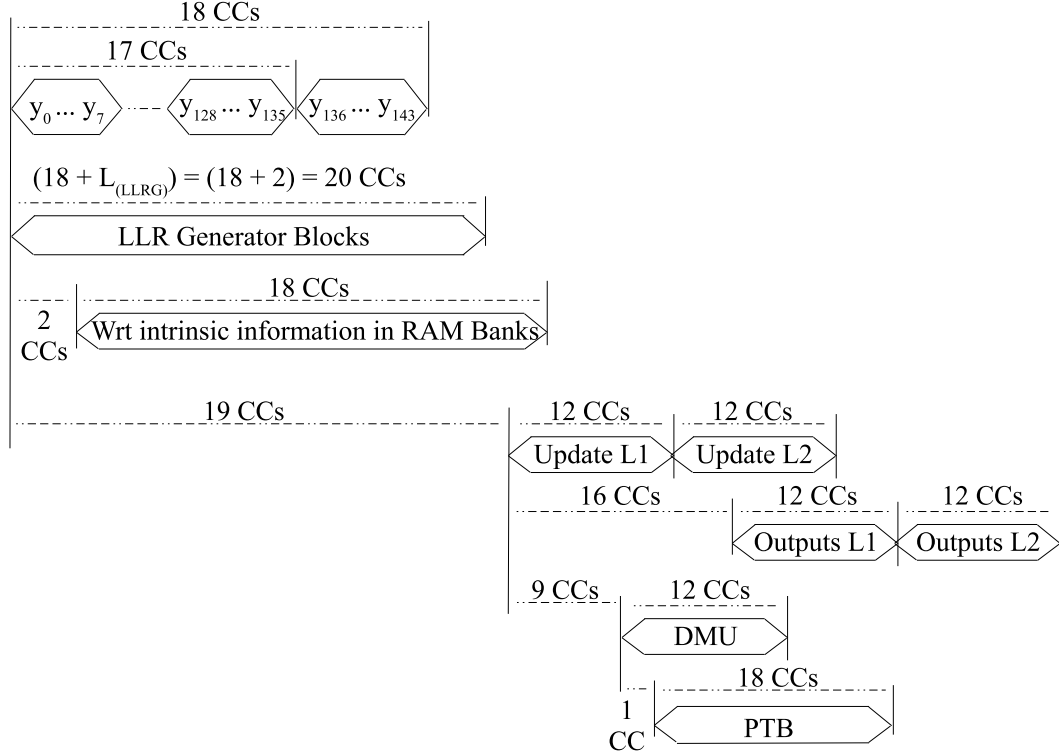 18 CCs
17 CCs
y0 ... y7 y128 ... y135 y136 ... y143
(18 + L(LLRG)) = (18 + 2) = 20 CCs
LLR Generator Blocks
18 CCs
2
CCs
Wrt intrinsic information in RAM Banks
19 CCs 12 CCs 12 CCs
Update L1 Update L2
16 CCs 12 CCs 12 CCs
Outputs L1 Outputs L2
9 CCs 12 CCs
DMU
18 CCs
1
CC
PTB